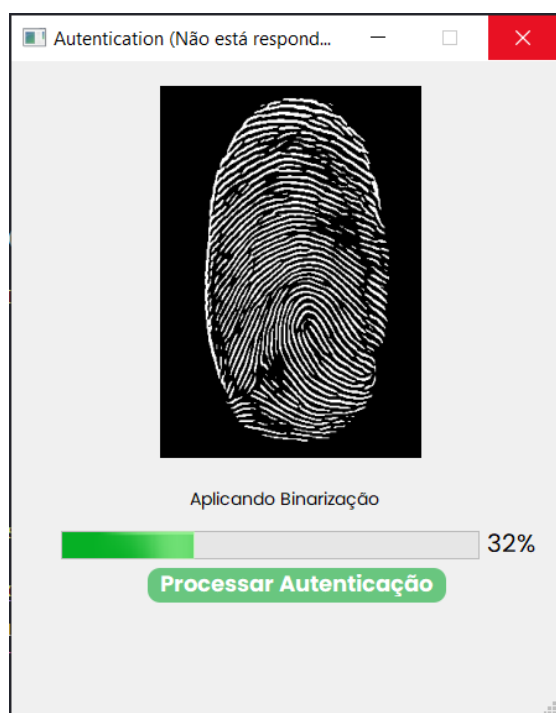 Autentication (Não está respond...
Aplicando Binarização
32%
Processar Autenticação